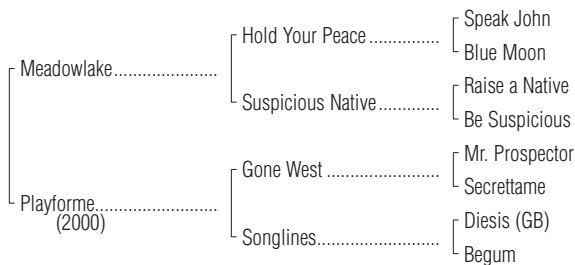 Speak John
Hold Your Peace ...............
Blue Moon
Meadowlake......................
Raise a Native
Suspicious Native.............
Be Suspicious
Mr. Prospector
Gone West ........................
Secrettame
Playforme..........................
(2000)
Diesis (GB)
Songlines..........................
Begum